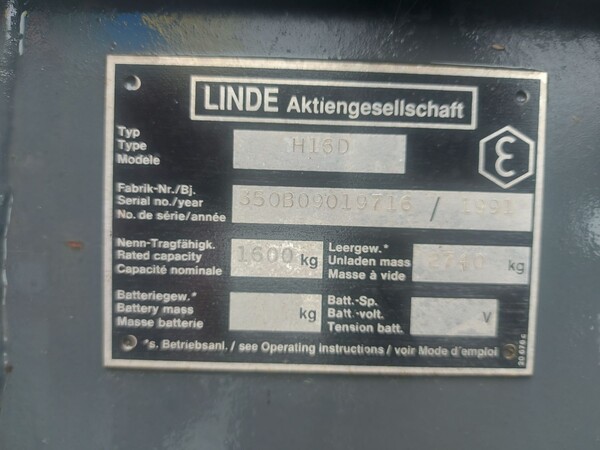 LINDE Aktiengesellschaft
Typ
Type H16D
Modele
Fabrik-Nr./Bj.
Serial no./year 350B09019716 / 1991
No. de série/année
Nenn-Tragfähigk.
Rated capacity 1600 kg
Capacité nominale
Leergew.*
Unladen mass kg
Masse à vide
Batteriegew.*
Battery mass kg
Masse batterie
Batt.-Sp.
Batt.-volt. V
Tension batt.
*s. Betriebsanl. / see Operating instructions / voir Mode d'emploi